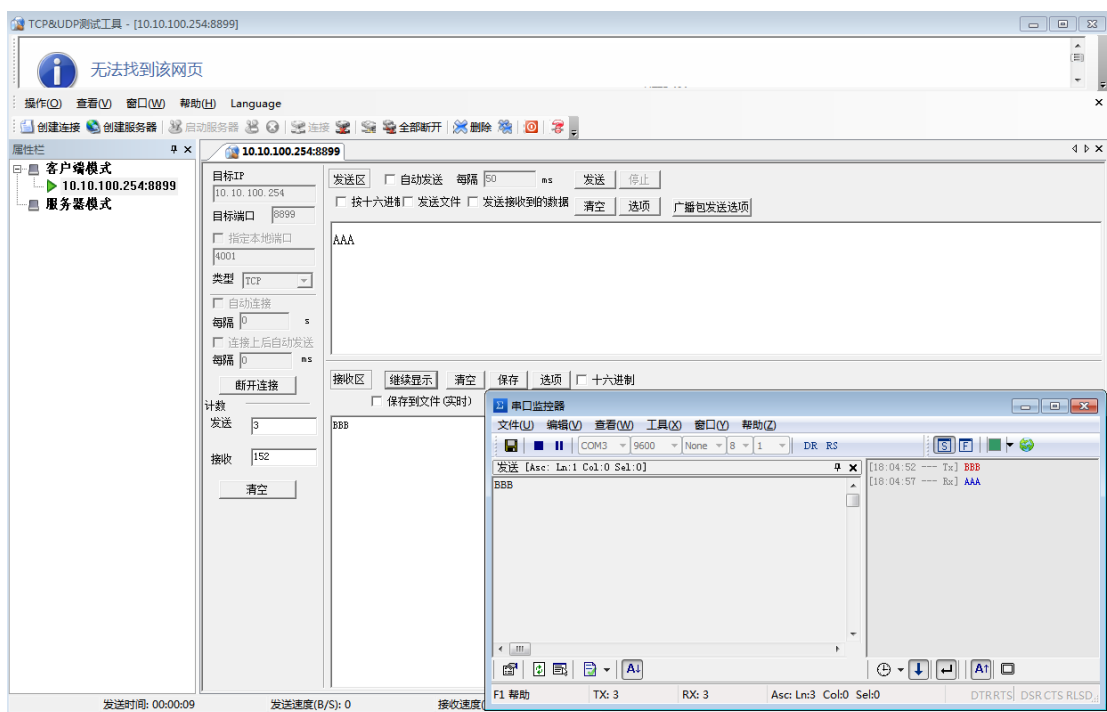 TCP&UDP测试工具 - [10.10.100.254:8899]
无法找到该网页
操作(O) 查看(V) 窗口(W) 帮助(H) Language
创建连接 创建服务器 启动服务器 连接 全部断开 删除
属性栏
客户端模式
10.10.100.254:8899
服务器模式
10.10.100.254:8899
目标IP
10.10.100.254
目标端口 8899
指定本地端口
4001
类型 TCP
自动连接
每隔 0 s
连接上后自动发送
每隔 0 ms
断开连接
计数
发送 3
接收 152
清空
发送区 自动发送 每隔 50 ms 发送 停止
按十六进制 发送文件 发送接收到的数据 清空 选项 广播包发送选项
AAA
接收区 继续显示 清空 保存 选项 十六进制
保存到文件(实时)
BBB
串口监控器
文件(U) 编辑(V) 查看(W) 工具(X) 窗口(Y) 帮助(Z)
COM3 9600 None 8 1 DR RS S F
发送 [Asc: Ln:1 Col:0 Sel:0]
BBB
[18:04:52 --- Tx] BBB
[18:04:57 --- Rx] AAA
F1 帮助 TX: 3 RX: 3 Asc: Ln:3 Col:0 Sel:0 DTR RTS DSR CTS RLSD
发送时间: 00:00:09 发送速度(B/S): 0 接收速度(